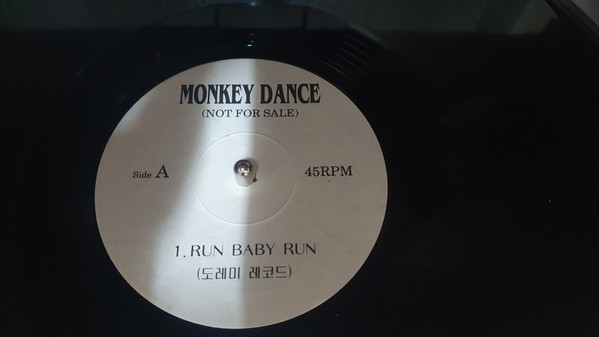 MONKEY DANCE
(NOT FOR SALE)
Side A 45RPM
1. RUN BABY RUN
(도레미 레코드)